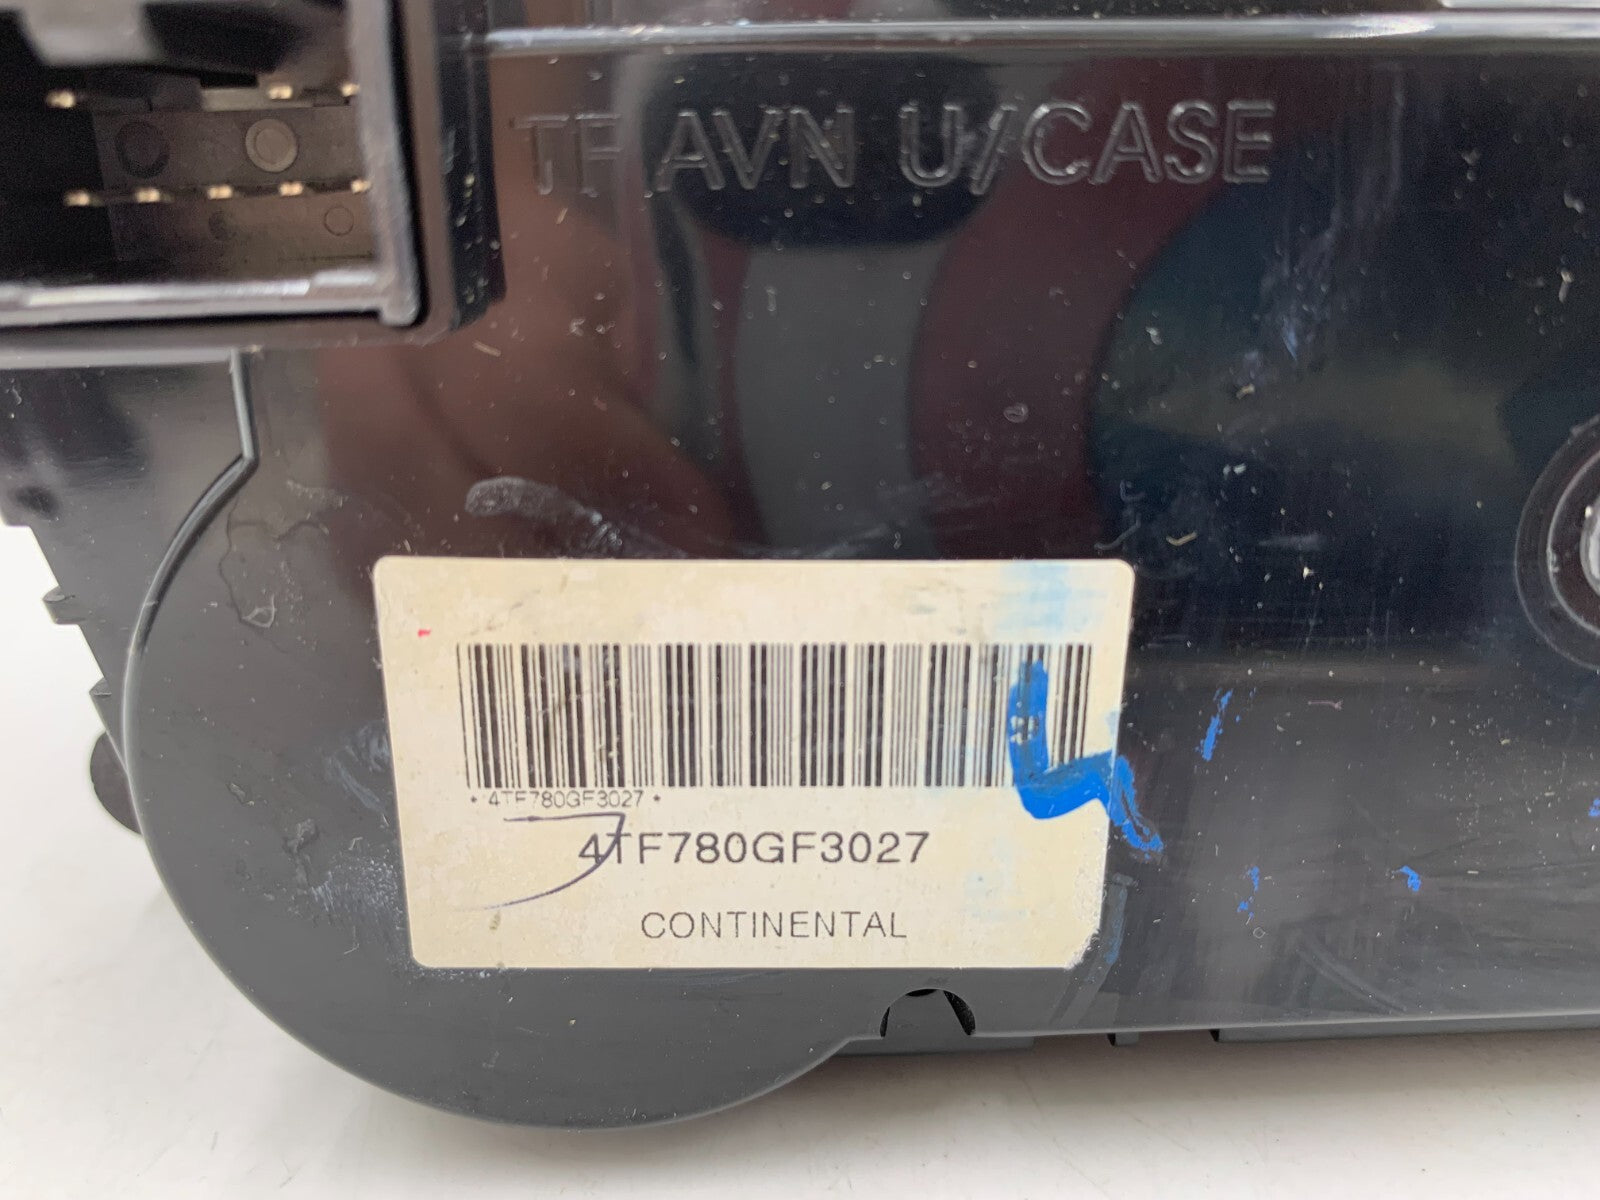 TF AVN U/CASE
* 4TF780GF3027 *
4TF780GF3027
CONTINENTAL